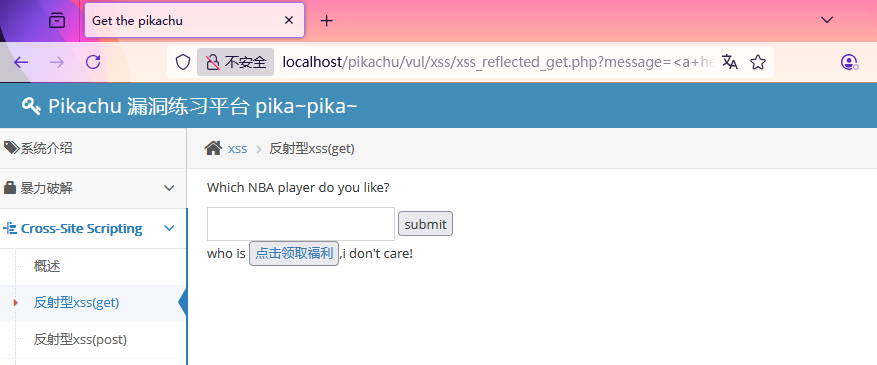 Get the pikachu
不安全
localhost/pikachu/vul/xss/xss_reflected_get.php?message=<a+he
Pikachu 漏洞练习平台 pika~pika~
系统介绍
xss > 反射型xss(get)
暴力破解
Which NBA player do you like?
Cross-Site Scripting
submit
who is 点击领取福利,i don't care!
概述
反射型xss(get)
反射型xss(post)